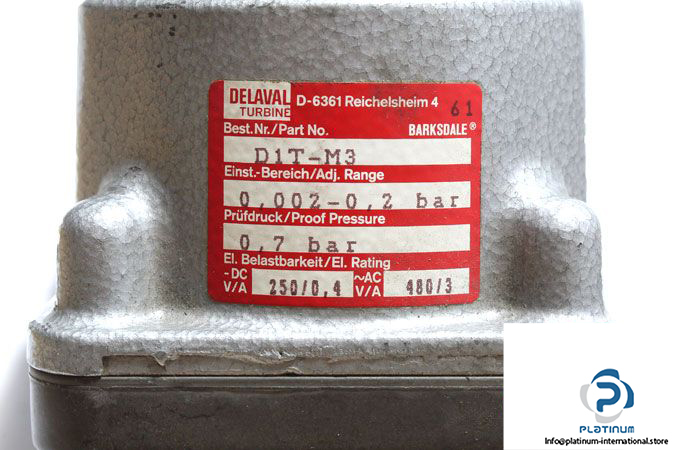 DELAVAL
TURBINE
D-6361 Reichelsheim 4
61
Best.Nr./Part No.
BARKSDALE®
D1T-M3
Einst.-Bereich/Adj. Range
0,002-0,2 bar
Prüfdruck/Proof Pressure
0,7 bar
El. Belastbarkeit/El. Rating
-DC
V/A
250/0,4
~AC
V/A
480/3
PLATINUM
Info@platinum-international.store